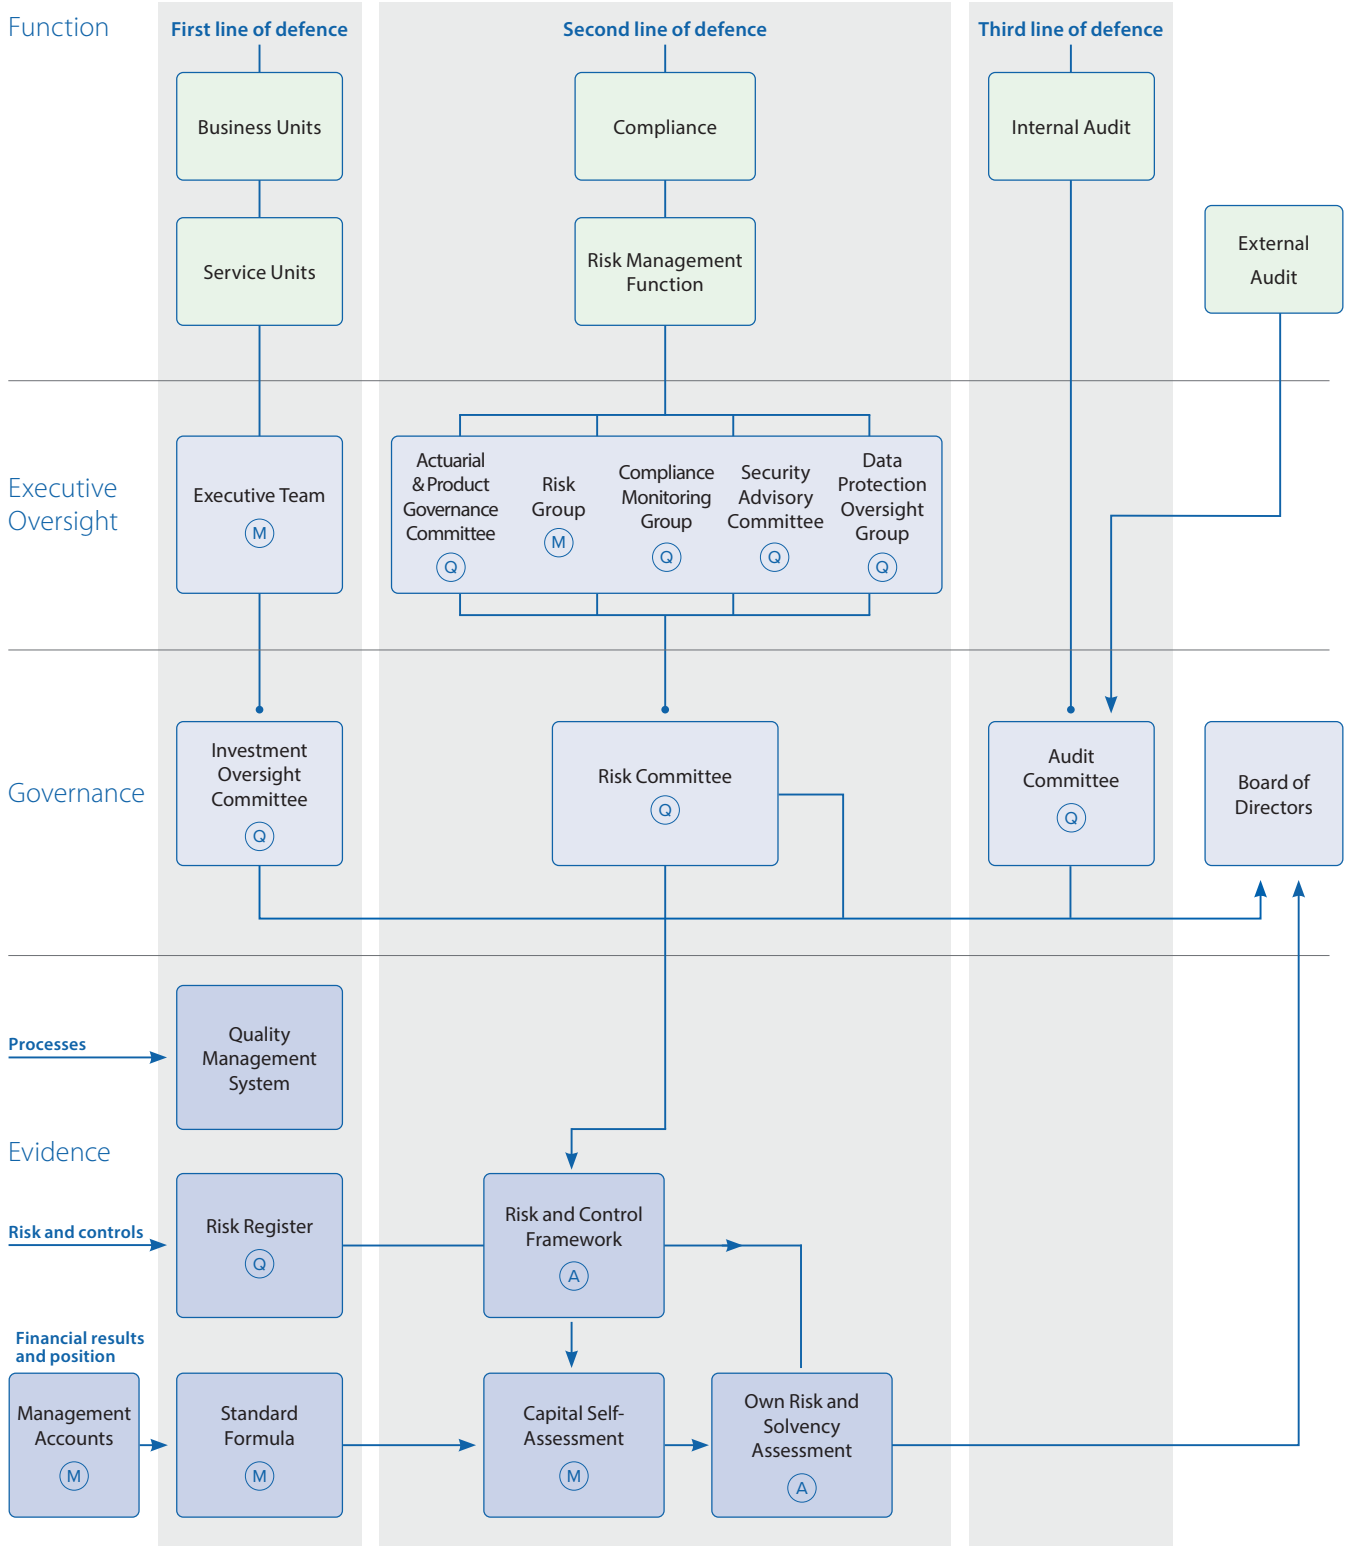 Function
First line of defence
Second line of defence
Third line of defence
Business Units
Compliance
Internal Audit
Service Units
Risk Management
Function
External
Audit
Executive
Oversight
Executive Team
M
Actuarial
& Product
Governance
Committee
Q
Risk
Group
M
Compliance
Monitoring
Group
Q
Security
Advisory
Committee
Q
Data
Protection
Oversight
Group
Q
Governance
Investment
Oversight
Committee
Q
Risk Committee
Q
Audit
Committee
Q
Board of
Directors
Processes
Quality
Management
System
Evidence
Risk and controls
Risk Register
Q
Risk and Control
Framework
A
Financial results
and position
Management
Accounts
M
Standard
Formula
M
Capital Self-
Assessment
M
Own Risk and
Solvency
Assessment
A